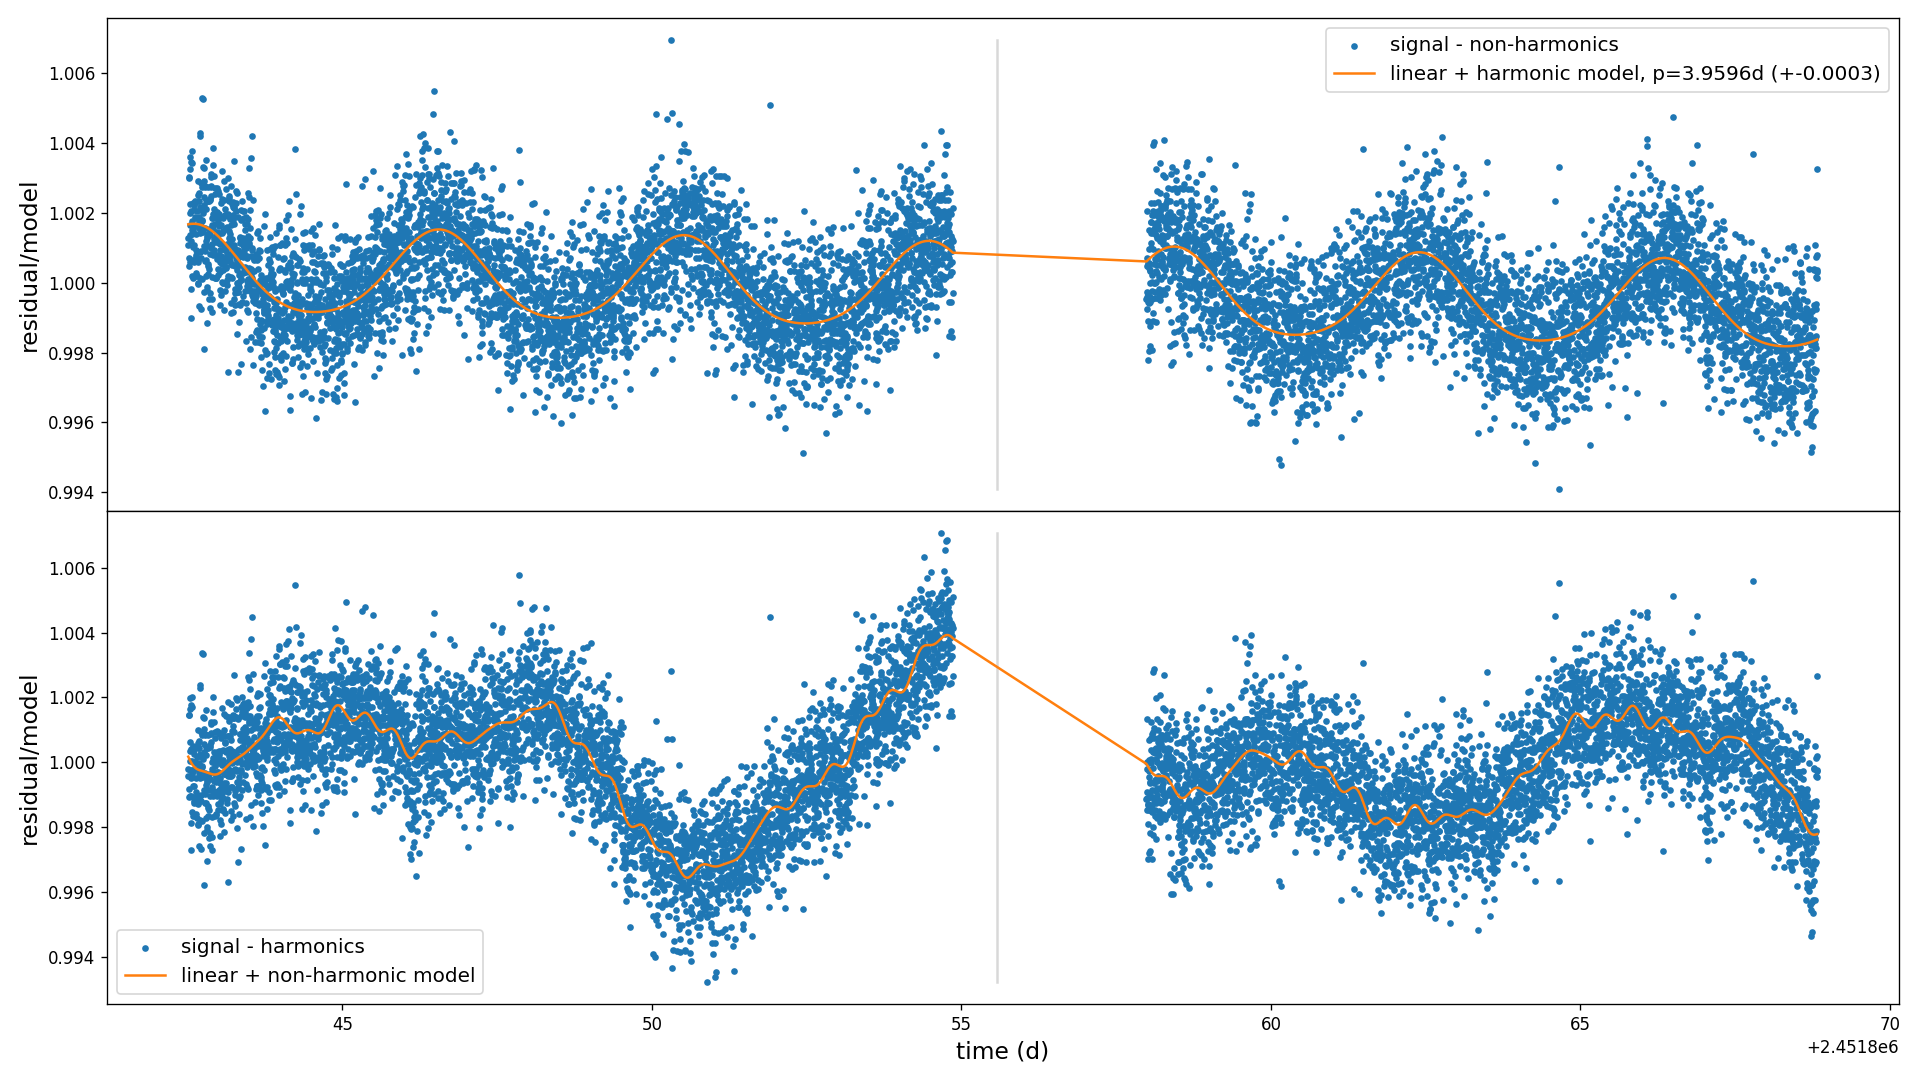 signal - non-harmonics
linear + harmonic model, p=3.9596d (+-0.0003)
residual/model
1.006
1.004
1.002
1.000
0.998
0.996
0.994
residual/model
1.006
1.004
1.002
1.000
0.998
0.996
0.994
signal - harmonics
linear + non-harmonic model
45
50
55
60
65
70
time (d)
+2.4518e6